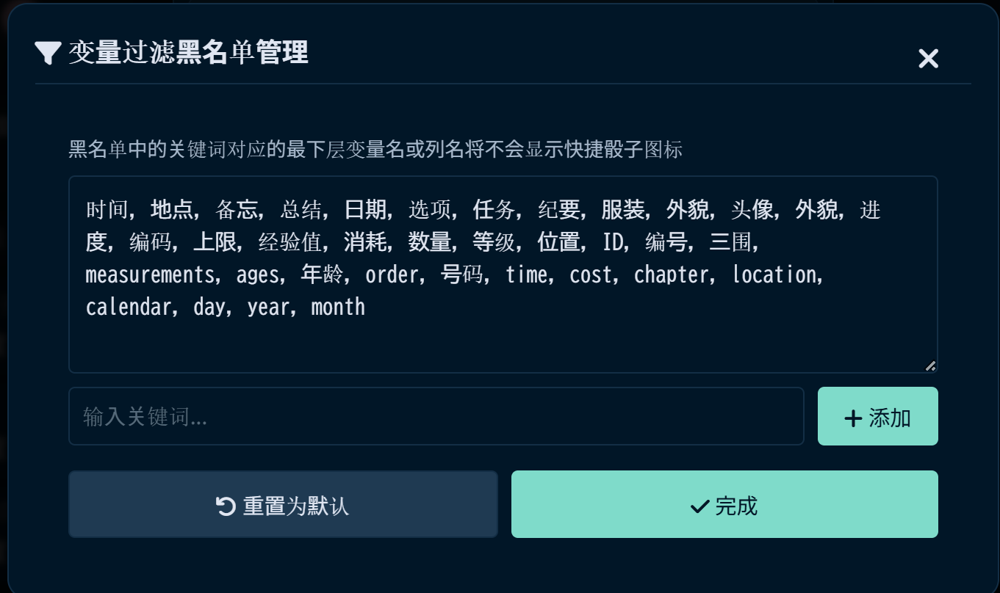 变量过滤黑名单管理
黑名单中的关键词对应的最下层变量名或列名将不会显示快捷骰子图标
时间, 地点, 备忘, 总结, 日期, 选项, 任务, 纪要, 服装, 外貌, 头像, 外貌, 进
度, 编码, 上限, 经验值, 消耗, 数量, 等级, 位置, ID, 编号, 三围,
measurements, ages, 年龄, order, 号码, time, cost, chapter, location,
calendar, day, year, month
输入关键词...
添加
重置为默认
完成